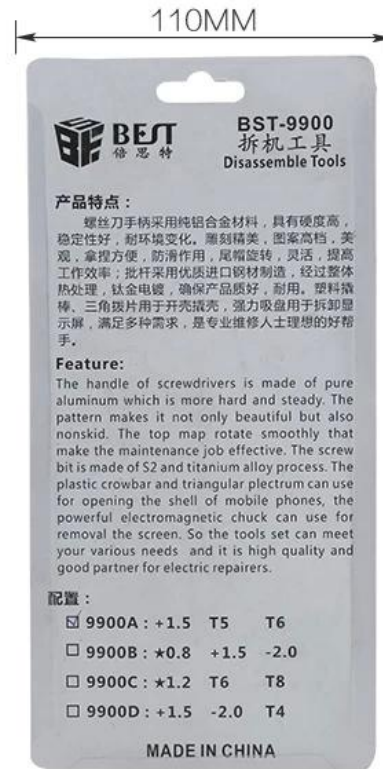 110MM
BEST
倍思特
BST-9900
拆机工具
Disassemble Tools
产品特点：
螺丝刀手柄采用纯铝合金材料，具有硬度高，
稳定性好，耐环境变化。雕刻精美，图案高档，美
观，拿捏方便，防滑作用，尾帽旋转，灵活，提高
工作效率；批杆采用优质进口钢材制造，经过整体
热处理，钛金电镀，确保产品质好，耐用。塑料撬
棒、三角拨片用于开壳撬壳，强力吸盘用于拆卸显
示屏，满足多种需求，是专业维修人士理想的好帮
手。
Feature:
The handle of screwdrivers is made of pure
aluminum which is more hard and steady. The
pattern makes it not only beautiful but also
nonskid. The top map rotate smoothly that
make the maintenance job effective. The screw
bit is made of S2 and titanium alloy process. The
plastic crowbar and triangular plectrum can use
for opening the shell of mobile phones, the
powerful electromagnetic chuck can use for
removal the screen. So the tools set can meet
your various needs and it is high quality and
good partner for electric repairers.
配置：
☑ 9900A : +1.5 T5 T6
☐ 9900B : ★0.8 +1.5 -2.0
☐ 9900C : ★1.2 T6 T8
☐ 9900D : +1.5 -2.0 T4
MADE IN CHINA